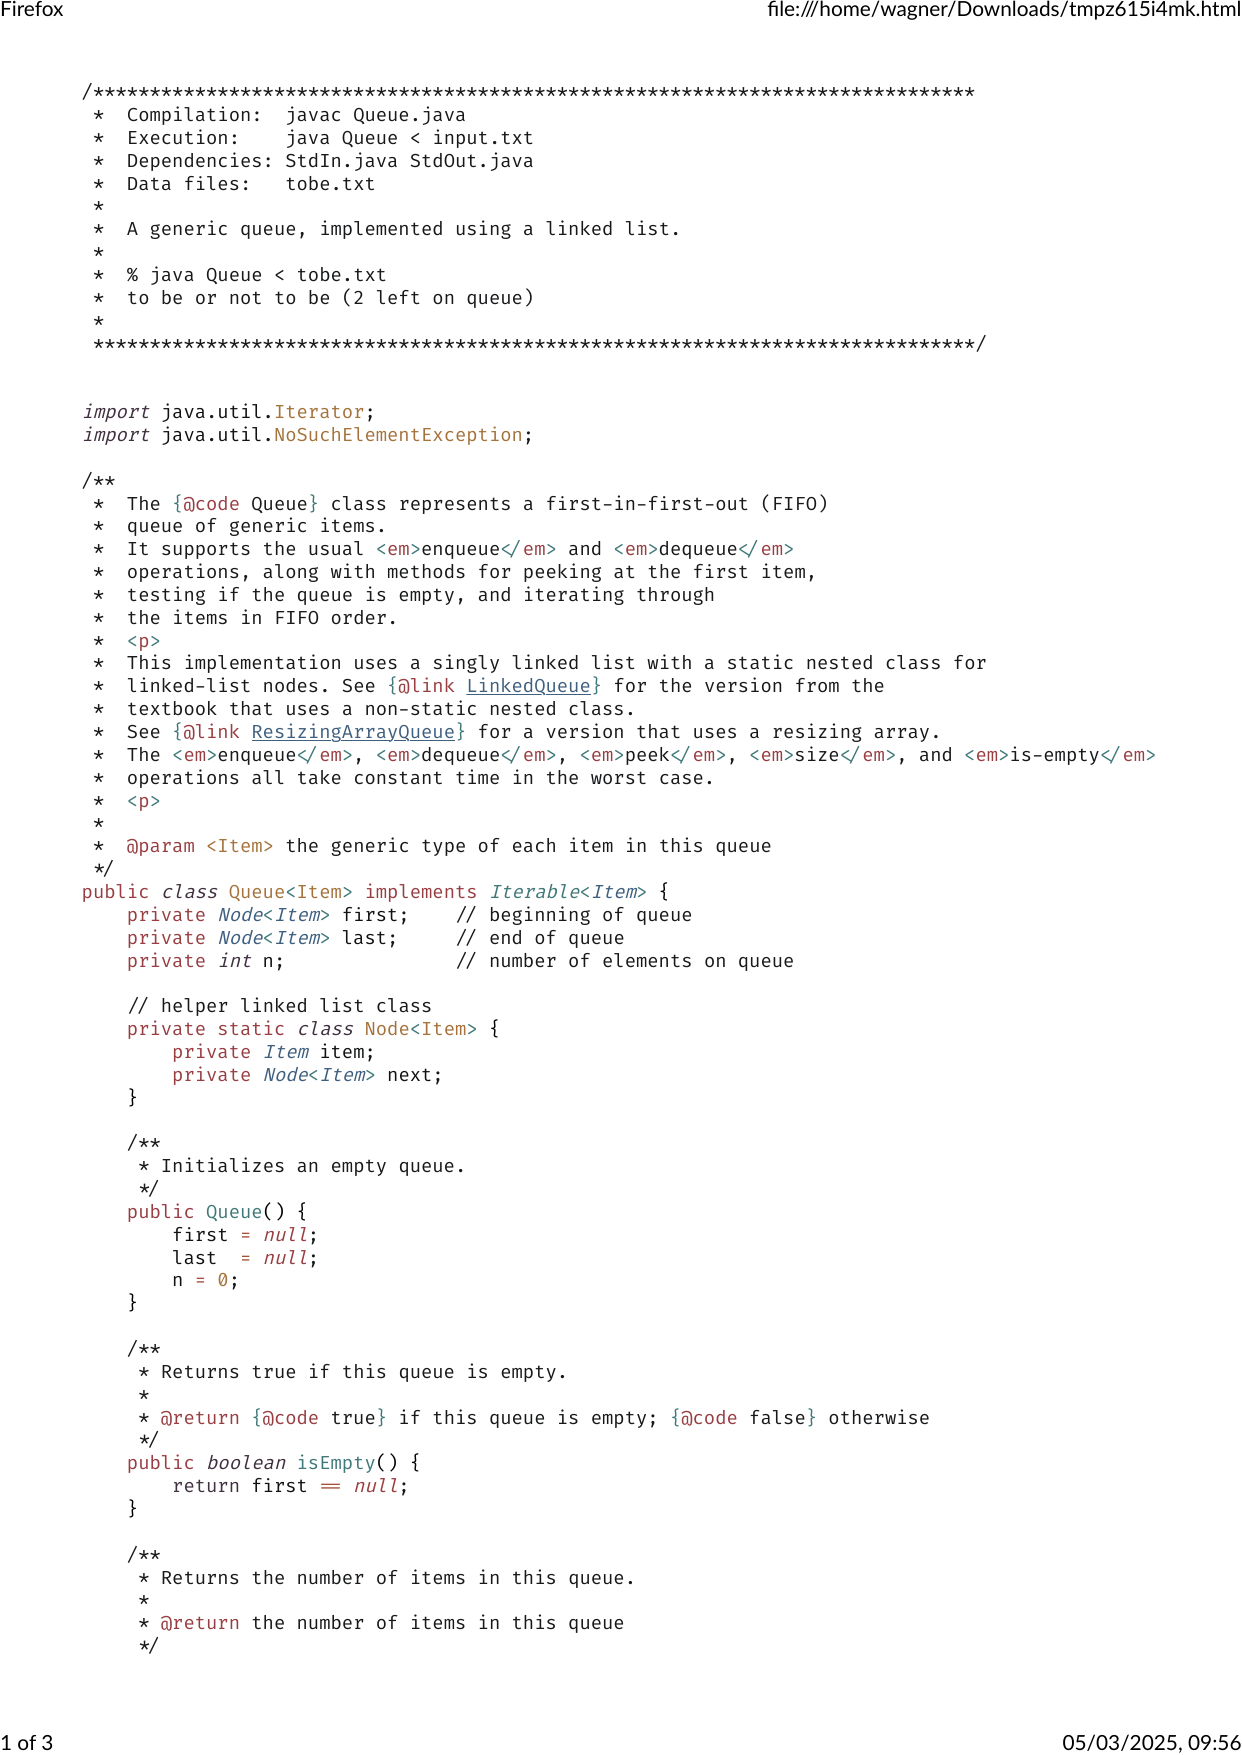 Firefox
file:///home/wagner/Downloads/tmpz615i4mk.html
/******************************************************************************
 *  Compilation:  javac Queue.java
 *  Execution:    java Queue < input.txt
 *  Dependencies: StdIn.java StdOut.java
 *  Data files:   tobe.txt
 *
 *  A generic queue, implemented using a linked list.
 *
 *  % java Queue < tobe.txt
 *  to be or not to be (2 left on queue)
 *
 ******************************************************************************/
import java.util.Iterator;
import java.util.NoSuchElementException;
/**
 *  The {@code Queue} class represents a first-in-first-out (FIFO)
 *  queue of generic items.
 *  It supports the usual <em>enqueue</em> and <em>dequeue</em>
 *  operations, along with methods for peeking at the first item,
 *  testing if the queue is empty, and iterating through
 *  the items in FIFO order.
 *  <p>
 *  This implementation uses a singly linked list with a static nested class for
 *  linked-list nodes. See {@link LinkedQueue} for the version from the
 *  textbook that uses a non-static nested class.
 *  See {@link ResizingArrayQueue} for a version that uses a resizing array.
 *  The <em>enqueue</em>, <em>dequeue</em>, <em>peek</em>, <em>size</em>, and <em>is-empty</em>
 *  operations all take constant time in the worst case.
 *  <p>
 *
 *  @param <Item> the generic type of each item in this queue
 */
public class Queue<Item> implements Iterable<Item> {
    private Node<Item> first;    // beginning of queue
    private Node<Item> last;     // end of queue
    private int n;               // number of elements on queue
    // helper linked list class
    private static class Node<Item> {
        private Item item;
        private Node<Item> next;
    }
    /**
     * Initializes an empty queue.
     */
    public Queue() {
        first = null;
        last  = null;
        n = 0;
    }
    /**
     * Returns true if this queue is empty.
     *
     * @return {@code true} if this queue is empty; {@code false} otherwise
     */
    public boolean isEmpty() {
        return first == null;
    }
    /**
     * Returns the number of items in this queue.
     *
     * @return the number of items in this queue
     */
1 of 3
05/03/2025, 09:56